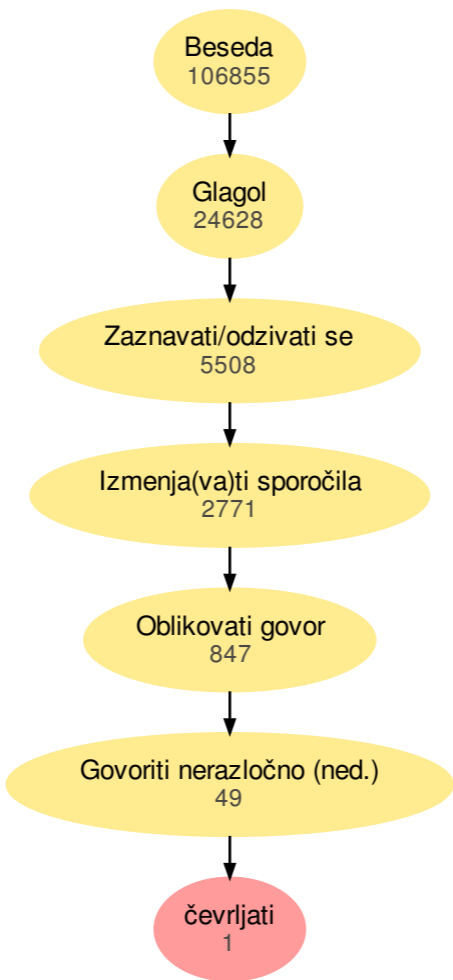 Beseda
106855
Glagol
24628
Zaznavati/odzivati se
5508
Izmenja(va)ti sporočila
2771
Oblikovati govor
847
Govoriti nerazločno (ned.)
49
čevrljati
1